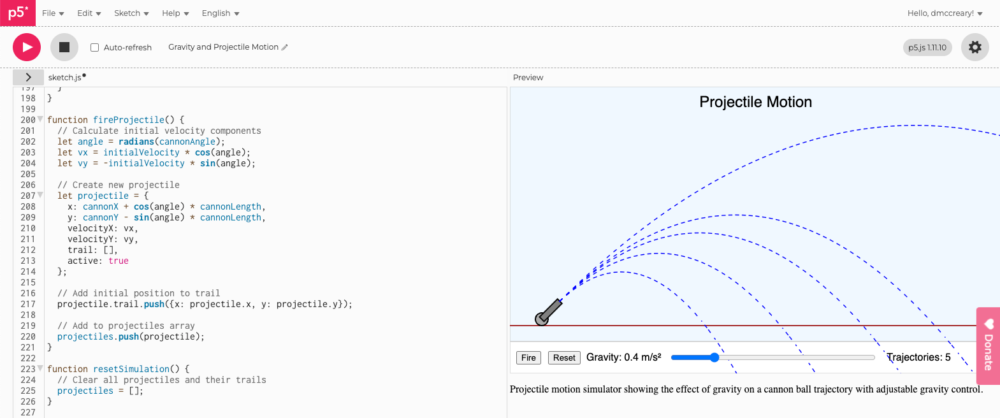 p5* File Edit Sketch Help English Hello, dmccreary!
Auto-refresh Gravity and Projectile Motion p5.js 1.11.10
> sketch.js• Preview
197 }
198 }
199
200 function fireProjectile() {
201 // Calculate initial velocity components
202 let angle = radians(cannonAngle);
203 let vx = initialVelocity * cos(angle);
204 let vy = -initialVelocity * sin(angle);
205
206 // Create new projectile
207 let projectile = {
208 x: cannonX + cos(angle) * cannonLength,
209 y: cannonY - sin(angle) * cannonLength,
210 velocityX: vx,
211 velocityY: vy,
212 trail: [],
213 active: true
214 };
215
216 // Add initial position to trail
217 projectile.trail.push({x: projectile.x, y: projectile.y});
218
219 // Add to projectiles array
220 projectiles.push(projectile);
221 }
222
223 function resetSimulation() {
224 // Clear all projectiles and their trails
225 projectiles = [];
226 }
227
Projectile Motion
Fire Reset Gravity: 0.4 m/s² Trajectories: 5
Projectile motion simulator showing the effect of gravity on a cannon ball trajectory with adjustable gravity control.
Donate